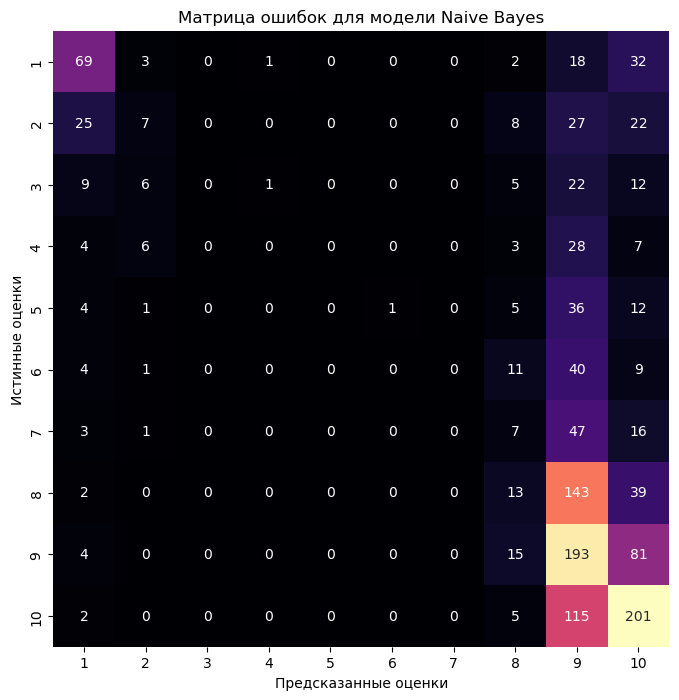 Матрица ошибок для модели Naive Bayes
1 69 3 0 1 0 0 0 2 18 32
2 25 7 0 0 0 0 0 8 27 22
3 9 6 0 1 0 0 0 5 22 12
4 4 6 0 0 0 0 0 3 28 7
5 4 1 0 0 0 1 0 5 36 12
6 4 1 0 0 0 0 0 11 40 9
7 3 1 0 0 0 0 0 7 47 16
8 2 0 0 0 0 0 0 13 143 39
9 4 0 0 0 0 0 0 15 193 81
10 2 0 0 0 0 0 0 5 115 201
1 2 3 4 5 6 7 8 9 10
Истинные оценки
Предсказанные оценки